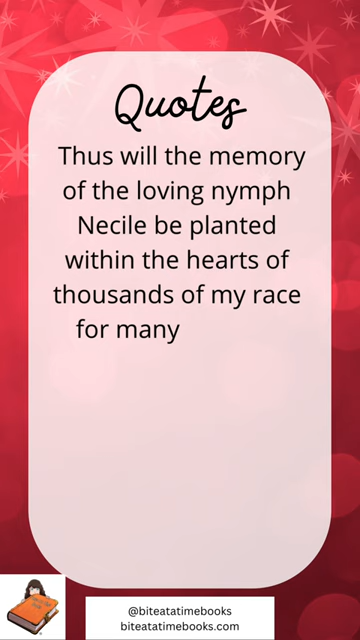 Quotes
Thus will the memory
of the loving nymph
Necile be planted
within the hearts of
thousands of my race
for many
@biteatatimebooks
biteatatimebooks.com